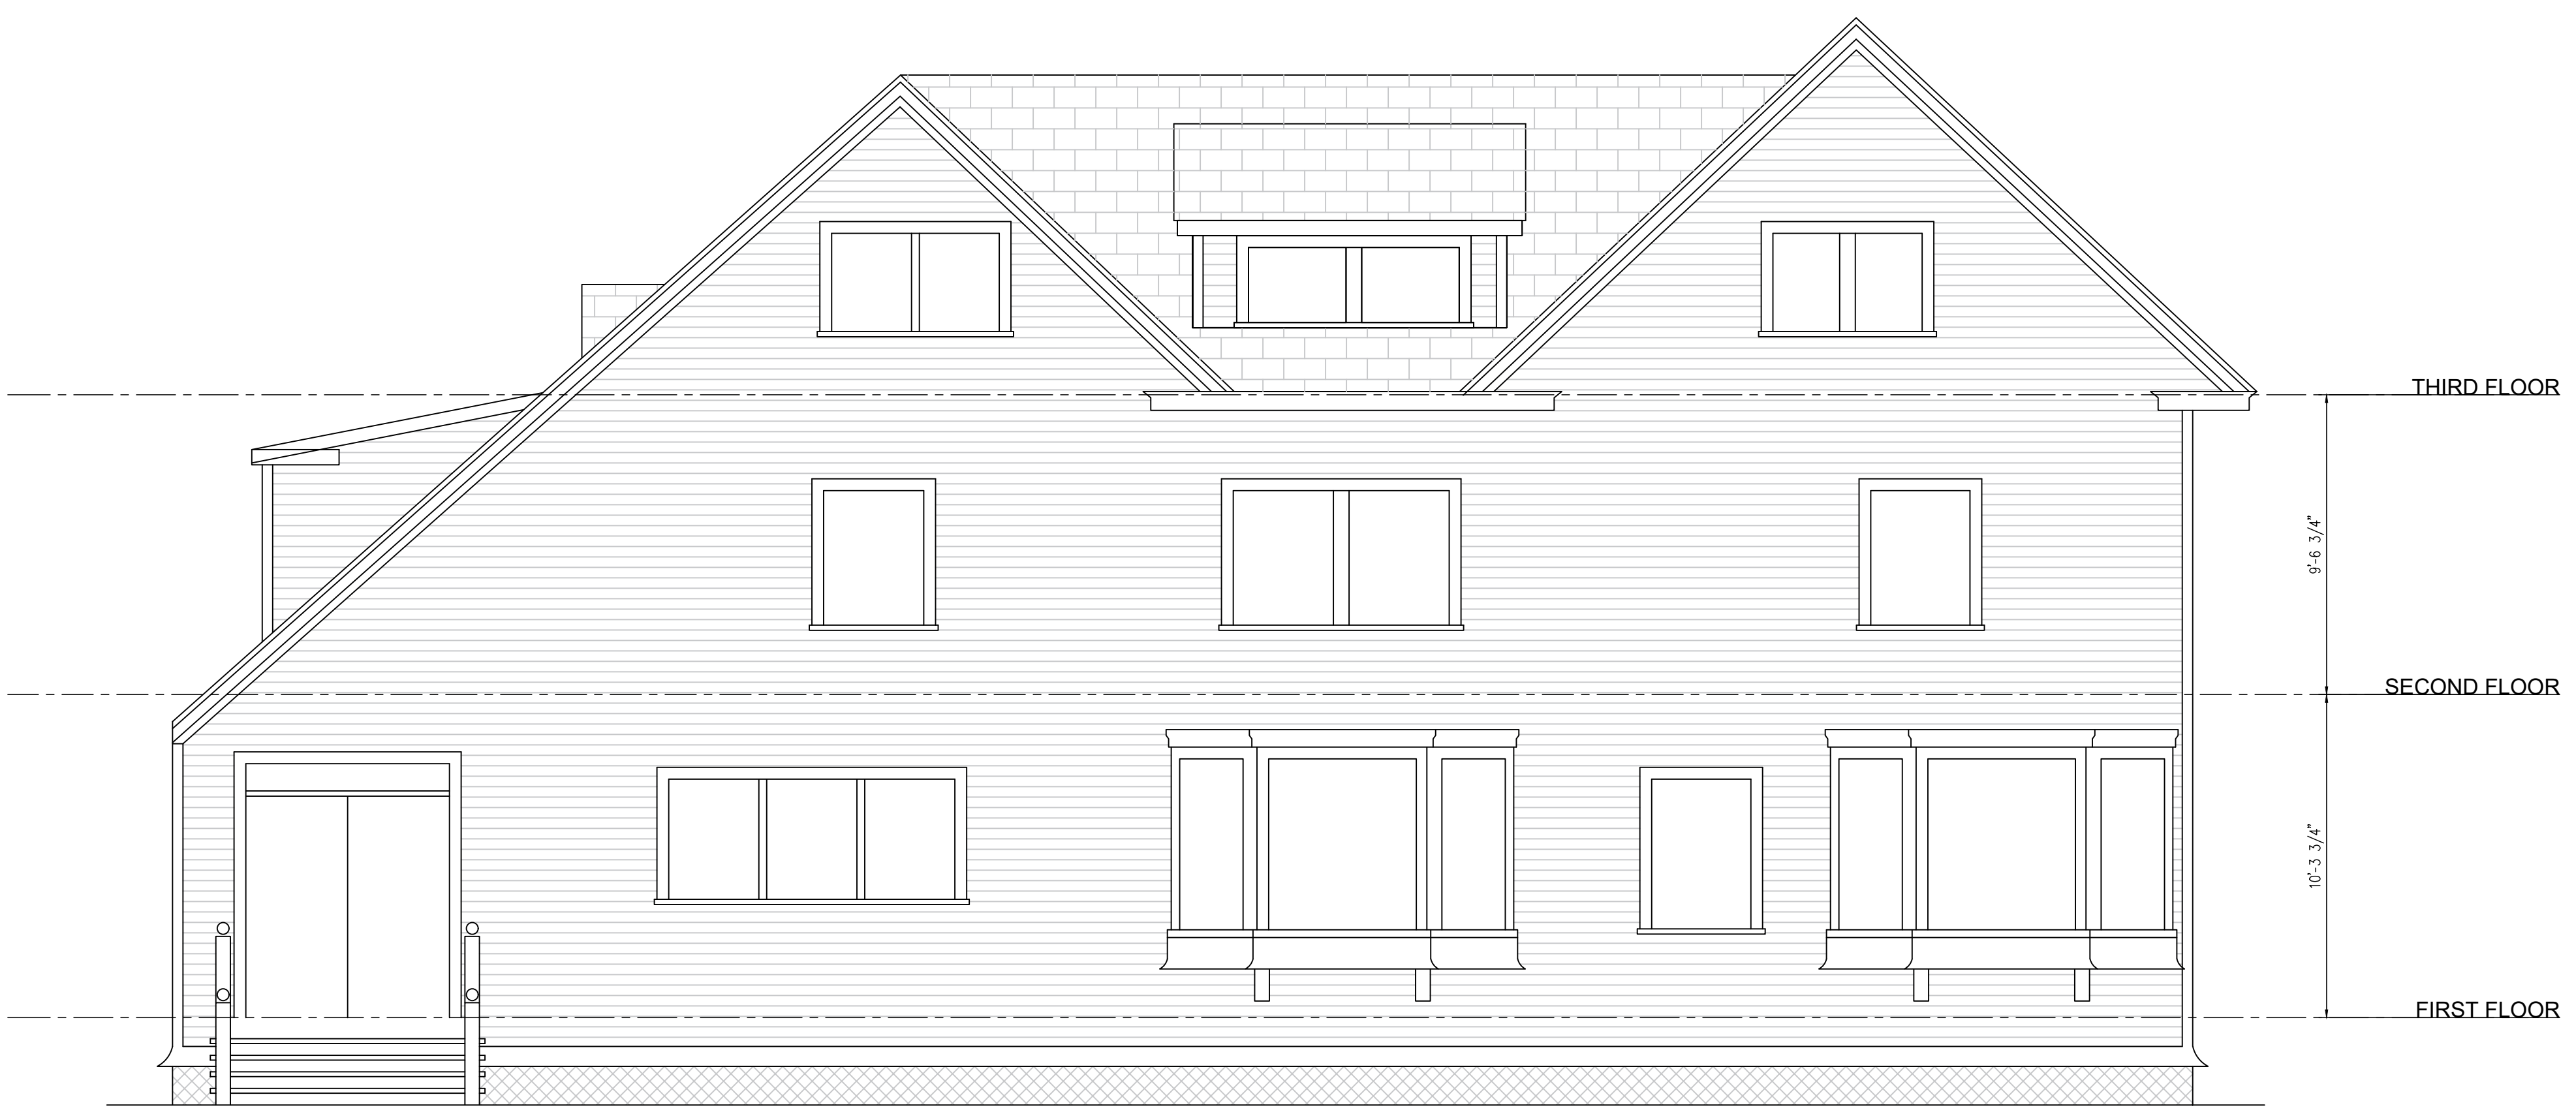 THIRD FLOOR
9'-6 3/4"
SECOND FLOOR
10'-3 3/4"
FIRST FLOOR